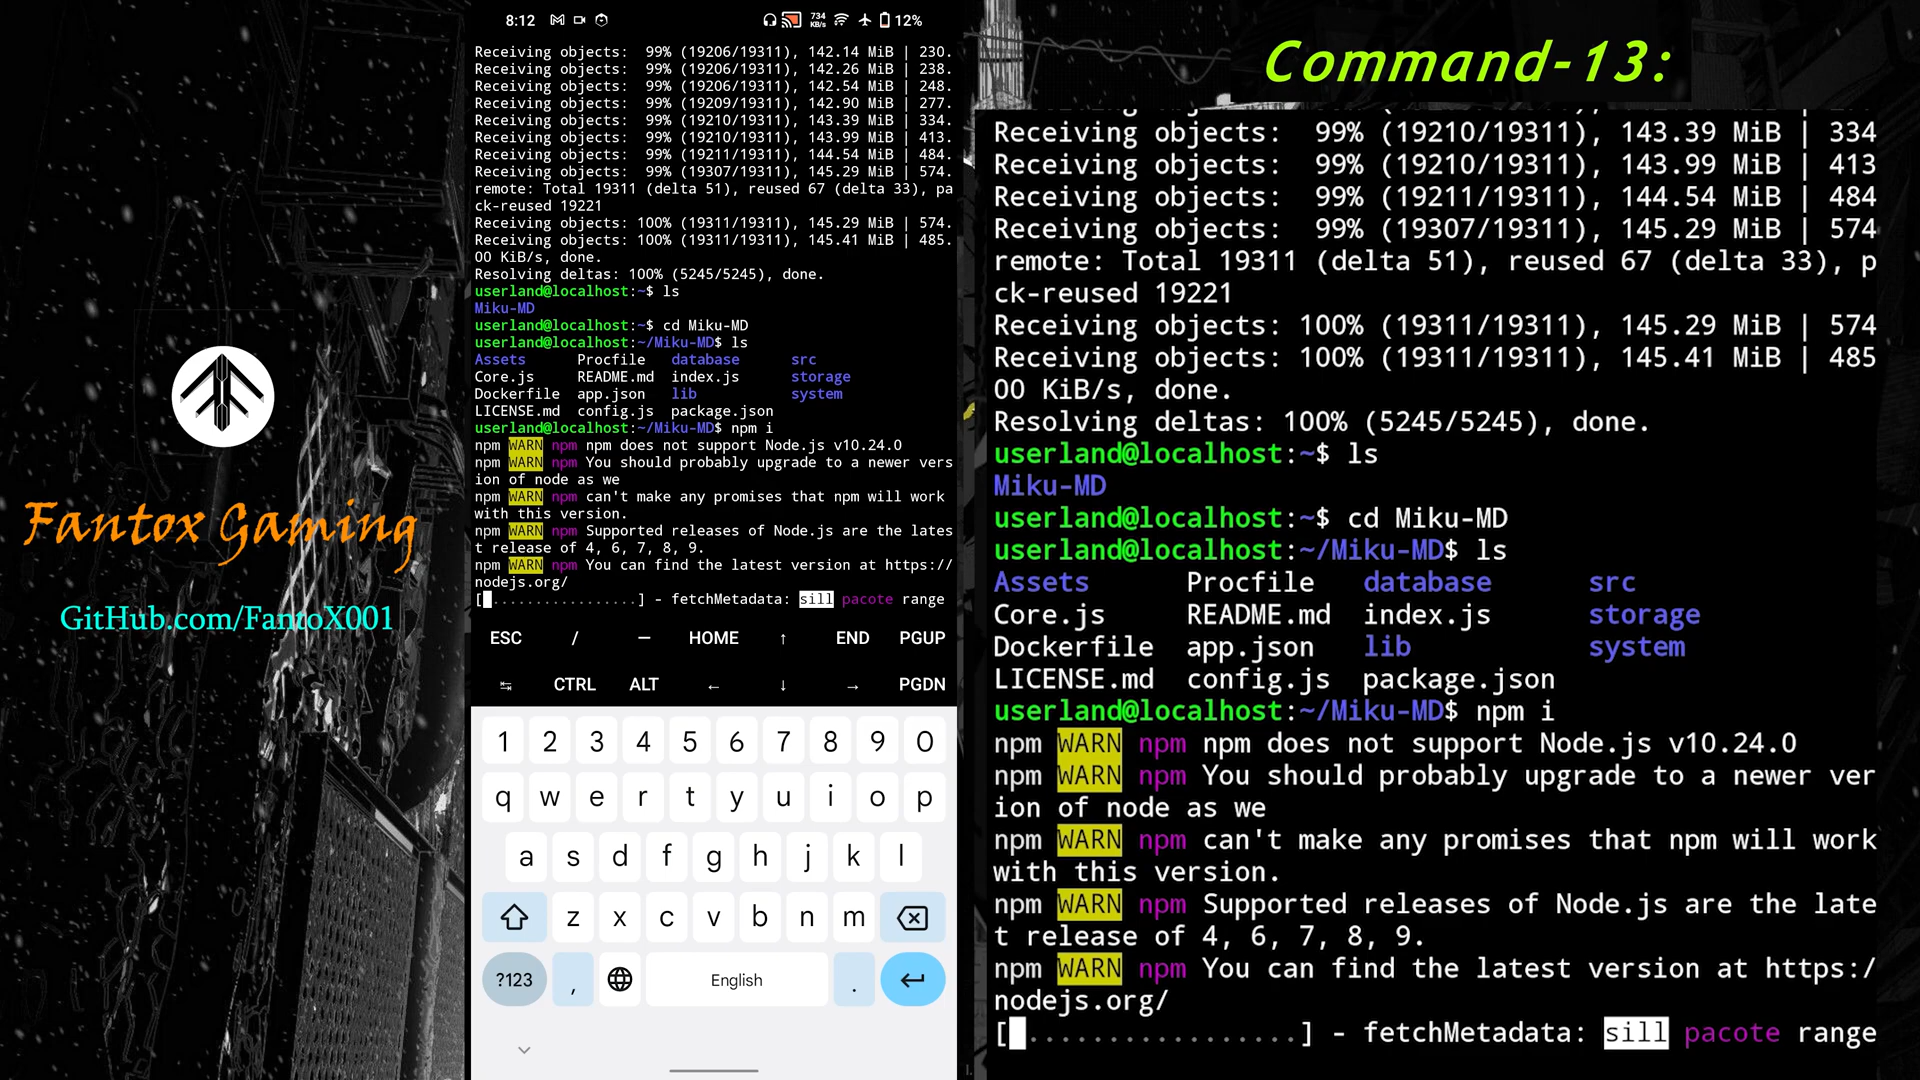 Fantox Gaming
GitHub.com/FantoX001
8:12
734
KB/s
12%
Receiving objects:  99% (19206/19311), 142.14 MiB | 230.
Receiving objects:  99% (19206/19311), 142.26 MiB | 238.
Receiving objects:  99% (19206/19311), 142.54 MiB | 248.
Receiving objects:  99% (19209/19311), 142.90 MiB | 277.
Receiving objects:  99% (19210/19311), 143.39 MiB | 334.
Receiving objects:  99% (19210/19311), 143.99 MiB | 413.
Receiving objects:  99% (19211/19311), 144.54 MiB | 484.
Receiving objects:  99% (19307/19311), 145.29 MiB | 574.
remote: Total 19311 (delta 51), reused 67 (delta 33), pa
ck-reused 19221
Receiving objects: 100% (19311/19311), 145.29 MiB | 574.
Receiving objects: 100% (19311/19311), 145.41 MiB | 485.
00 KiB/s, done.
Resolving deltas: 100% (5245/5245), done.
userland@localhost:~$ ls
Miku-MD
userland@localhost:~$ cd Miku-MD
userland@localhost:~/Miku-MD$ ls
Assets      Procfile   database      src
Core.js     README.md  index.js      storage
Dockerfile  app.json   lib           system
LICENSE.md  config.js  package.json
userland@localhost:~/Miku-MD$ npm i
npm WARN npm npm does not support Node.js v10.24.0
npm WARN npm You should probably upgrade to a newer vers
ion of node as we
npm WARN npm can't make any promises that npm will work
with this version.
npm WARN npm Supported releases of Node.js are the lates
t release of 4, 6, 7, 8, 9.
npm WARN npm You can find the latest version at https://
nodejs.org/
[.................] - fetchMetadata: sill pacote range
ESC / — HOME ↑ END PGUP
⇆ CTRL ALT ← ↓ → PGDN
1 2 3 4 5 6 7 8 9 0
q w e r t y u i o p
a s d f g h j k l
z x c v b n m
?123 , English .
Command-13:
Receiving objects:  99% (19210/19311), 143.39 MiB | 334
Receiving objects:  99% (19210/19311), 143.99 MiB | 413
Receiving objects:  99% (19211/19311), 144.54 MiB | 484
Receiving objects:  99% (19307/19311), 145.29 MiB | 574
remote: Total 19311 (delta 51), reused 67 (delta 33), p
ck-reused 19221
Receiving objects: 100% (19311/19311), 145.29 MiB | 574
Receiving objects: 100% (19311/19311), 145.41 MiB | 485
00 KiB/s, done.
Resolving deltas: 100% (5245/5245), done.
userland@localhost:~$ ls
Miku-MD
userland@localhost:~$ cd Miku-MD
userland@localhost:~/Miku-MD$ ls
Assets      Procfile   database      src
Core.js     README.md  index.js      storage
Dockerfile  app.json   lib           system
LICENSE.md  config.js  package.json
userland@localhost:~/Miku-MD$ npm i
npm WARN npm npm does not support Node.js v10.24.0
npm WARN npm You should probably upgrade to a newer ver
ion of node as we
npm WARN npm can't make any promises that npm will work
with this version.
npm WARN npm Supported releases of Node.js are the late
t release of 4, 6, 7, 8, 9.
npm WARN npm You can find the latest version at https:/
nodejs.org/
[.................] - fetchMetadata: sill pacote range